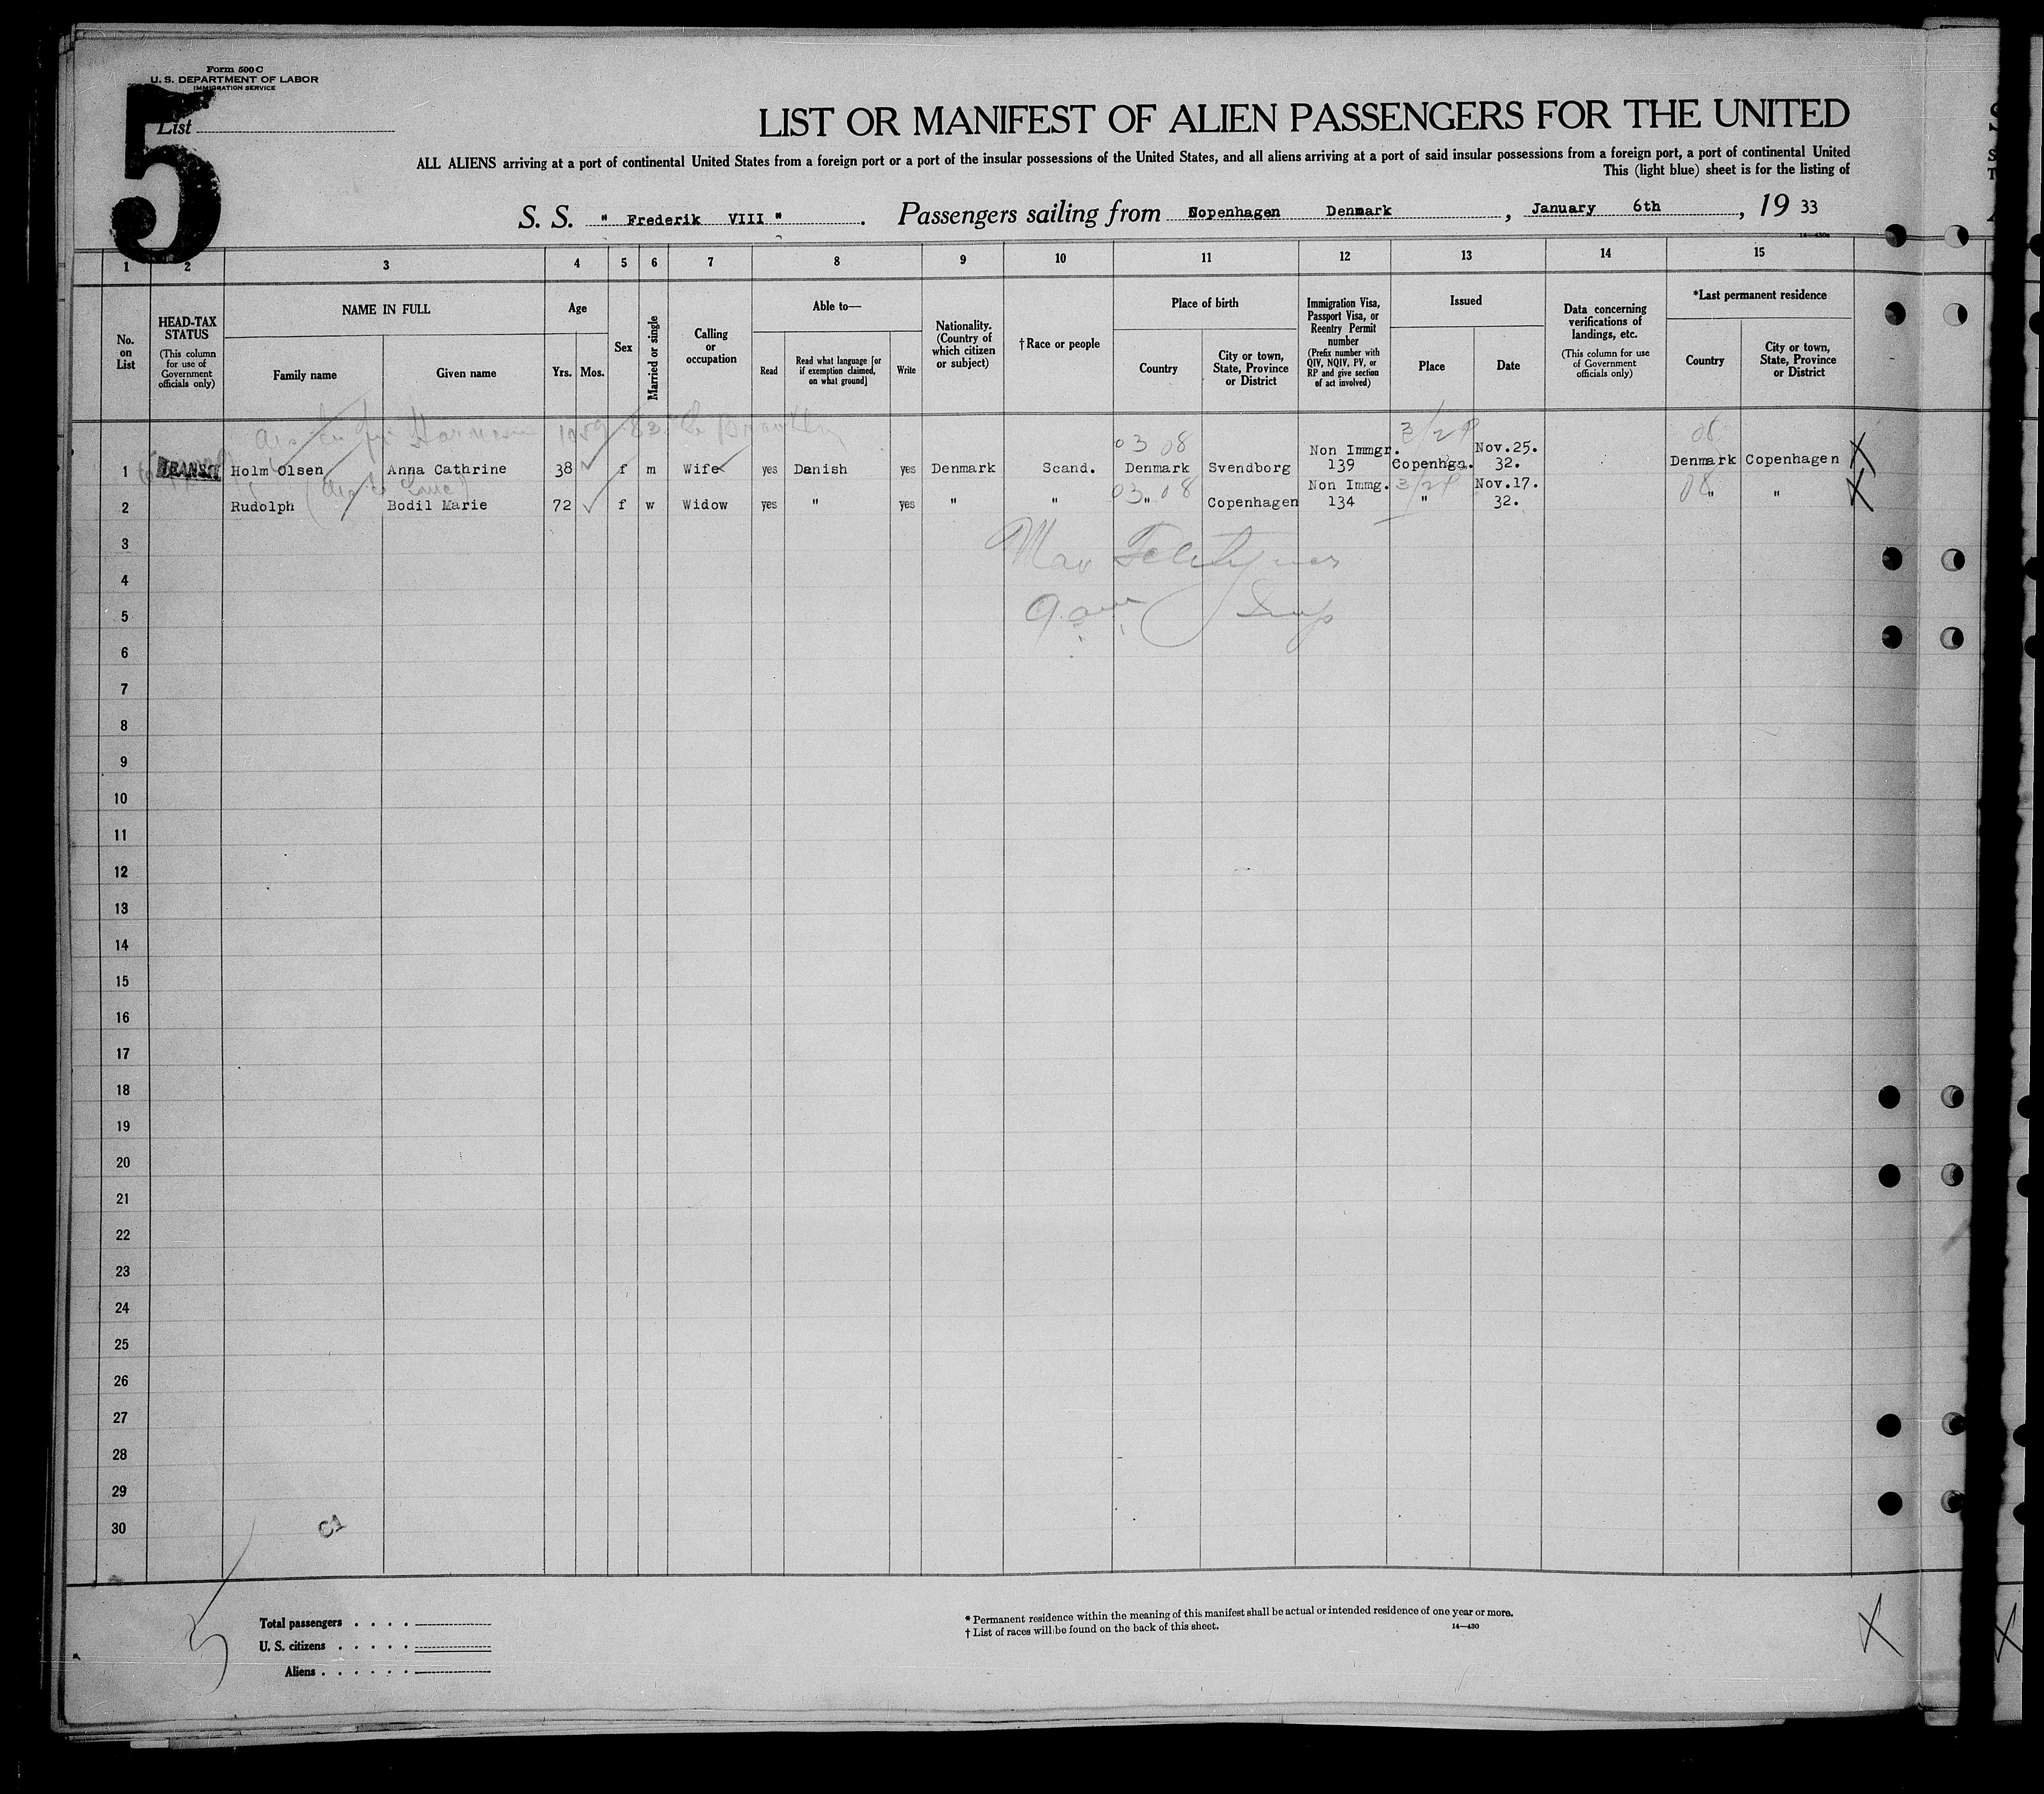 Form 500 C
U. S. DEPARTMENT OF LABOR
IMMIGRATION SERVICE
5
List
LIST OR MANIFEST OF ALIEN PASSENGERS FOR THE UNITED
ALL ALIENS arriving at a port of continental United States from a foreign port or a port of the insular possessions of the United States, and all aliens arriving at a port of said insular possessions from a foreign port, a port of continental United
This (light blue) sheet is for the listing of
S. S. " Frederik VIII ". Passengers sailing from Nopenhagen Denmark , January 6th , 19 33
14—430a
1 2 3 4 5 6 7 8 9 10 11 12 13 14 15
No. on List
HEAD-TAX STATUS
(This column for use of Government officials only)
NAME IN FULL
Family name
Given name
Age
Yrs.
Mos.
Sex
Married or single
Calling or occupation
Able to—
Read
Read what language [or if exemption claimed, on what ground]
Write
Nationality. (Country of which citizen or subject)
†Race or people
Place of birth
Country
City or town, State, Province or District
Immigration Visa, Passport Visa, or Reentry Permit number
(Prefix number with QIV, NQIV, PV, or RP and give section of act involved)
Issued
Place
Date
Data concerning verifications of landings, etc.
(This column for use of Government officials only)
*Last permanent residence
Country
City or town, State, Province or District
03 08 3/29 08
Non Immgr. Nov.25.
1 TRANSIT Holm Olsen Anna Cathrine 38 f m Wife yes Danish yes Denmark Scand. Denmark Svendborg 139 Copenhgn. 32. Denmark Copenhagen X
03 08 Non Immg. 3/29 Nov.17. 08
2 Rudolph Bodil Marie 72 f w Widow yes " yes " " " Copenhagen 134 " 32. " " X
3
4
5
6
7
8
9
10
11
12
13
14
15
16
17
18
19
20
21
22
23
24
25
26
27
28
29
30
C1
5
Total passengers
U. S. citizens
Aliens
* Permanent residence within the meaning of this manifest shall be actual or intended residence of one year or more.
† List of races will be found on the back of this sheet.
14—430
X
X